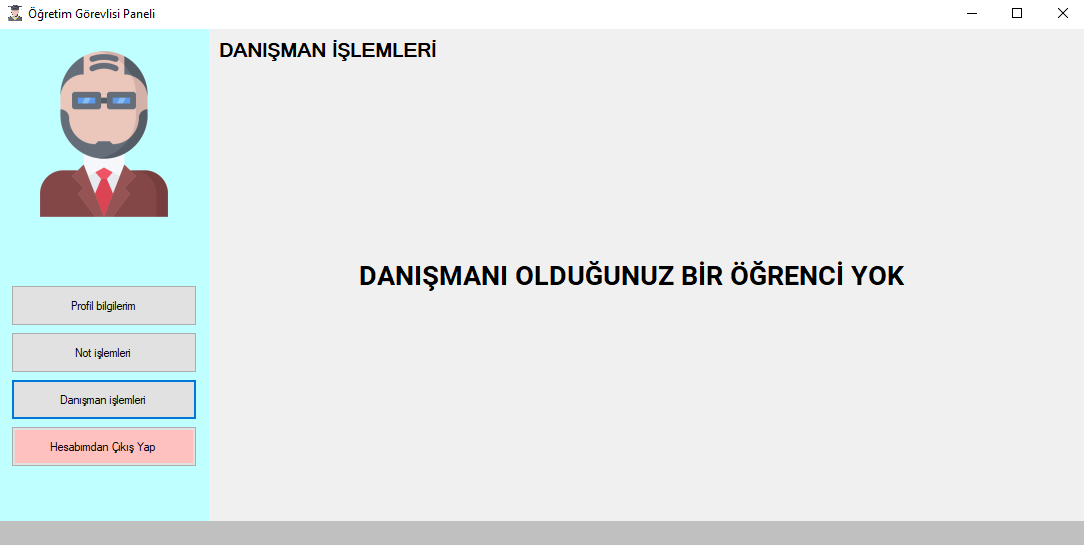 Öğretim Görevlisi Paneli
DANIŞMAN İŞLEMLERİ
DANIŞMANI OLDUĞUNUZ BİR ÖĞRENCİ YOK
Profil bilgilerim
Not işlemleri
Danışman işlemleri
Hesabımdan Çıkış Yap